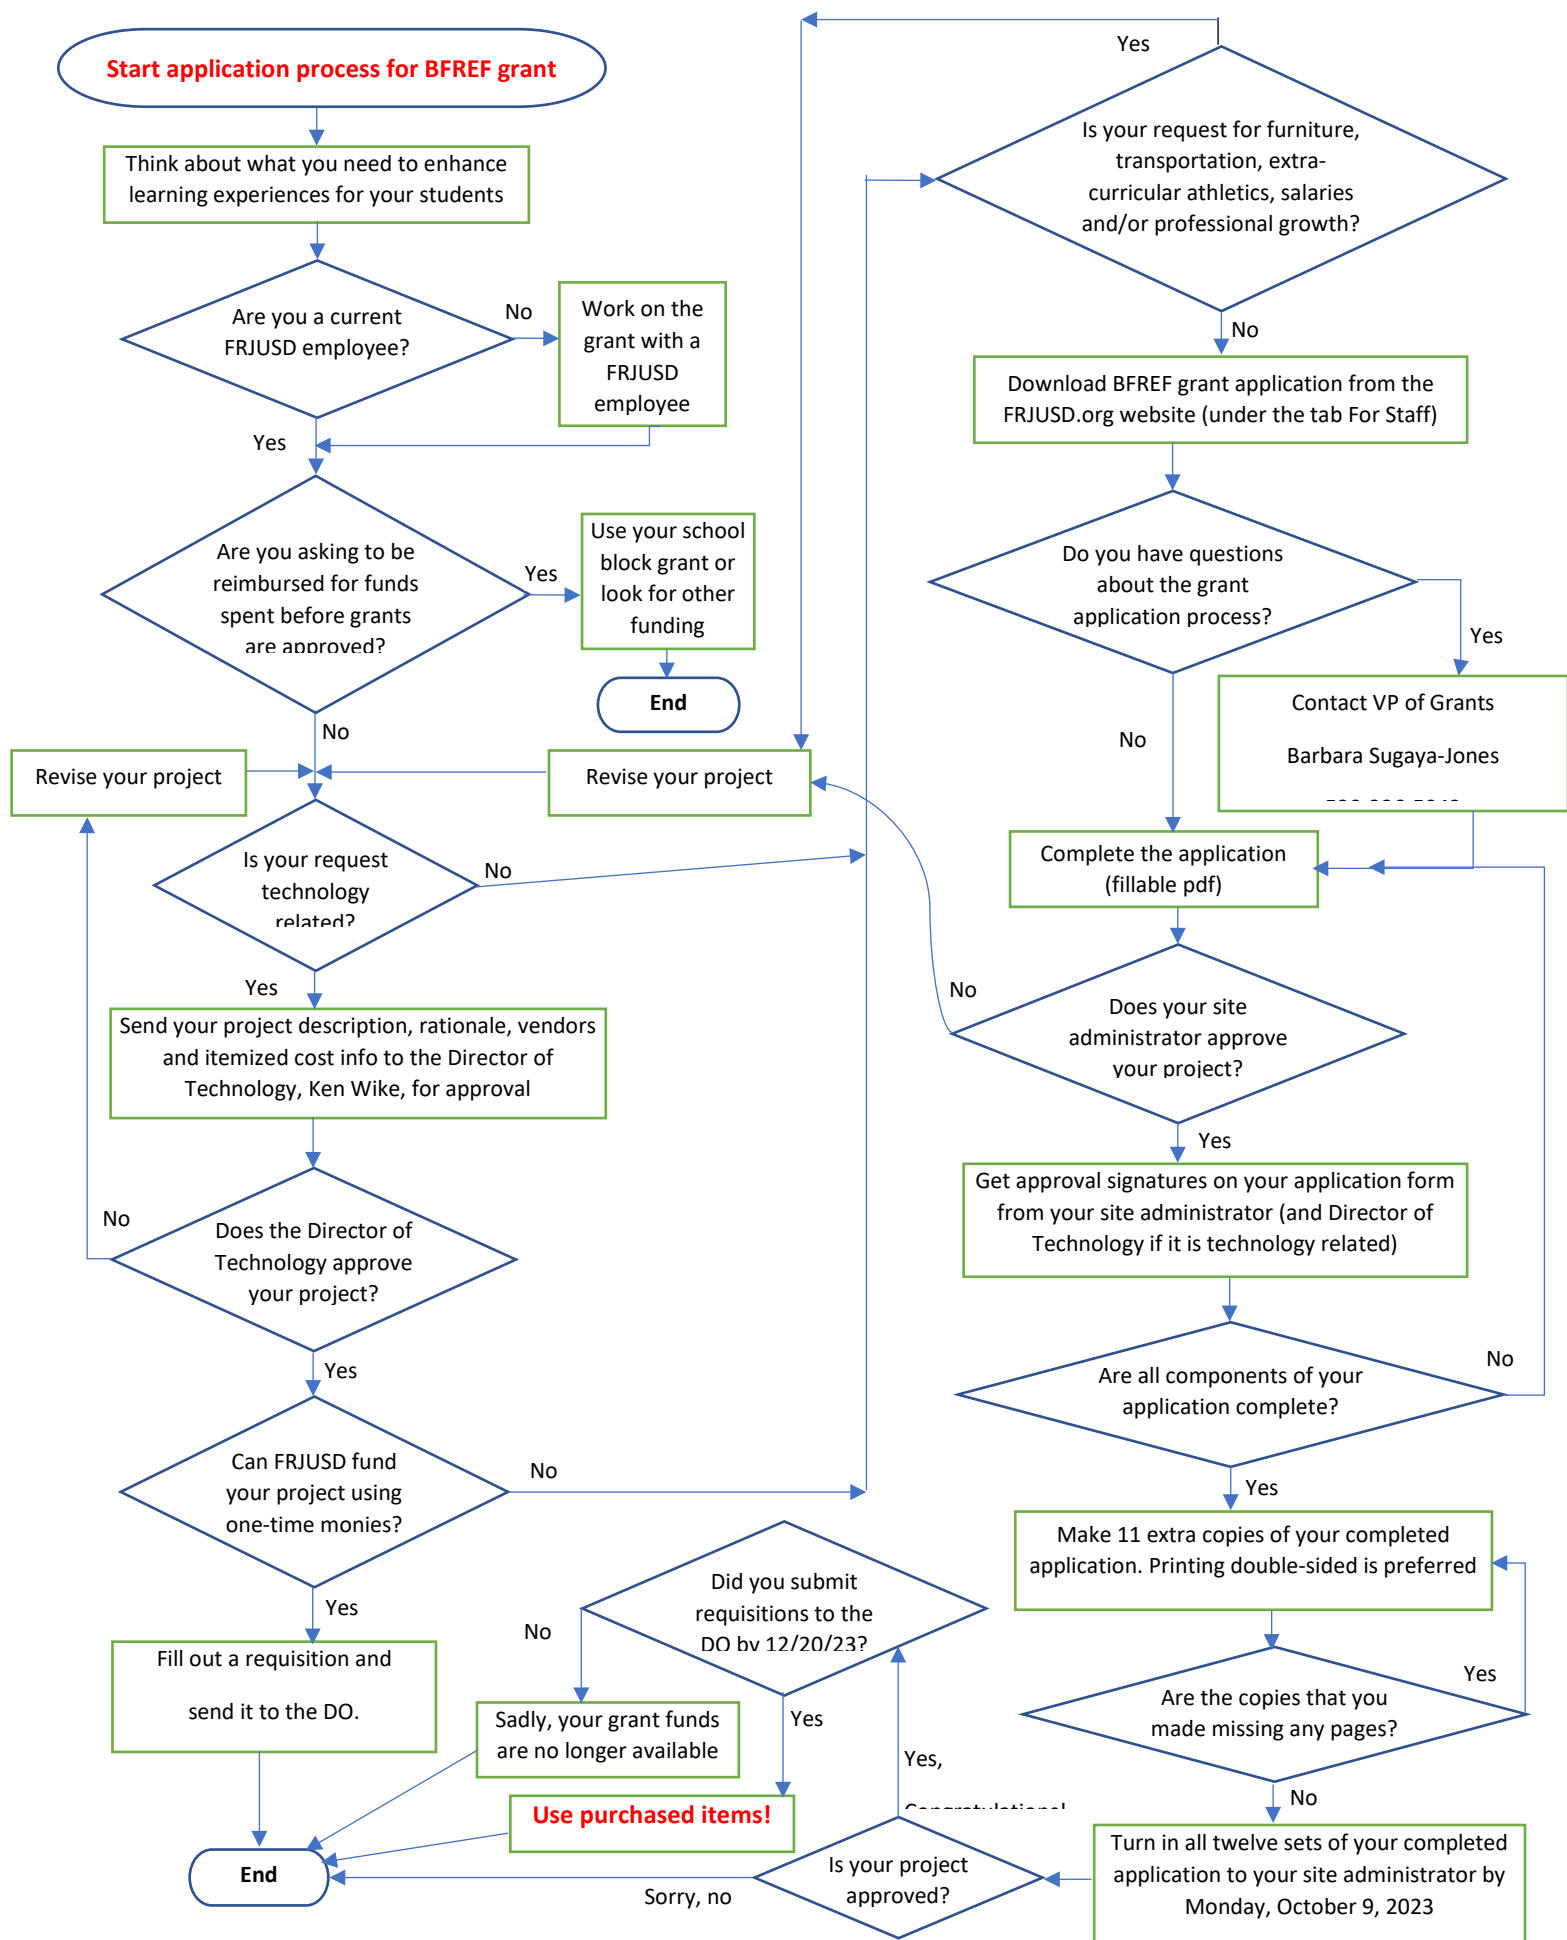 Start application process for BFREF grant
Think about what you need to enhance
learning experiences for your students
Are you a current
FRJUSD employee?
No
Work on the
grant with a
FRJUSD
employee
Yes
Are you asking to be
reimbursed for funds
spent before grants
are approved?
Yes
Use your school
block grant or
look for other
funding
End
No
Revise your project
Revise your project
Is your request
technology
related?
No
Yes
Send your project description, rationale, vendors
and itemized cost info to the Director of
Technology, Ken Wike, for approval
No
Does the Director of
Technology approve
your project?
Yes
Can FRJUSD fund
your project using
one-time monies?
No
Yes
Fill out a requisition and
send it to the DO.
End
Yes
Is your request for furniture,
transportation, extra-
curricular athletics, salaries
and/or professional growth?
No
Download BFREF grant application from the
FRJUSD.org website (under the tab For Staff)
Do you have questions
about the grant
application process?
Yes
No
Contact VP of Grants
Barbara Sugaya-Jones
Complete the application
(fillable pdf)
No
Does your site
administrator approve
your project?
Yes
Get approval signatures on your application form
from your site administrator (and Director of
Technology if it is technology related)
Are all components of your
application complete?
No
Yes
Make 11 extra copies of your completed
application. Printing double-sided is preferred
Are the copies that you
made missing any pages?
Yes
No
Turn in all twelve sets of your completed
application to your site administrator by
Monday, October 9, 2023
Is your project
approved?
Sorry, no
Yes,
Congratulations!
Did you submit
requisitions to the
DO by 12/20/23?
No
Sadly, your grant funds
are no longer available
Yes
Use purchased items!